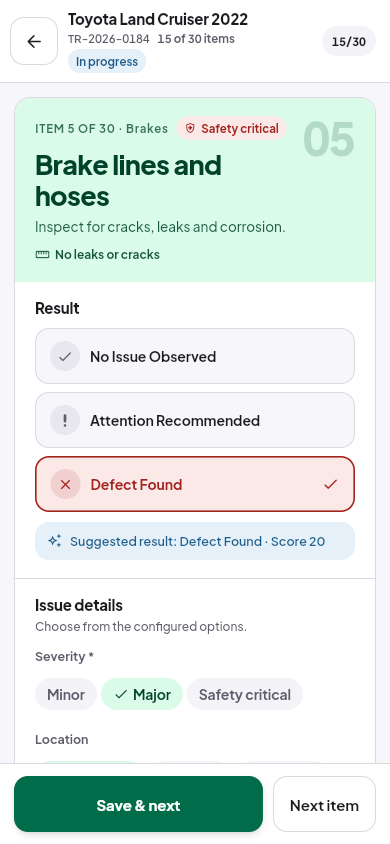 Toyota Land Cruiser 2022
TR-2026-0184 15 of 30 items
In progress
15/30
ITEM 5 OF 30 · Brakes
Safety critical
05
Brake lines and
hoses
Inspect for cracks, leaks and corrosion.
No leaks or cracks
Result
No Issue Observed
Attention Recommended
Defect Found
Suggested result: Defect Found · Score 20
Issue details
Choose from the configured options.
Severity *
Minor
Major
Safety critical
Location
Save & next
Next item